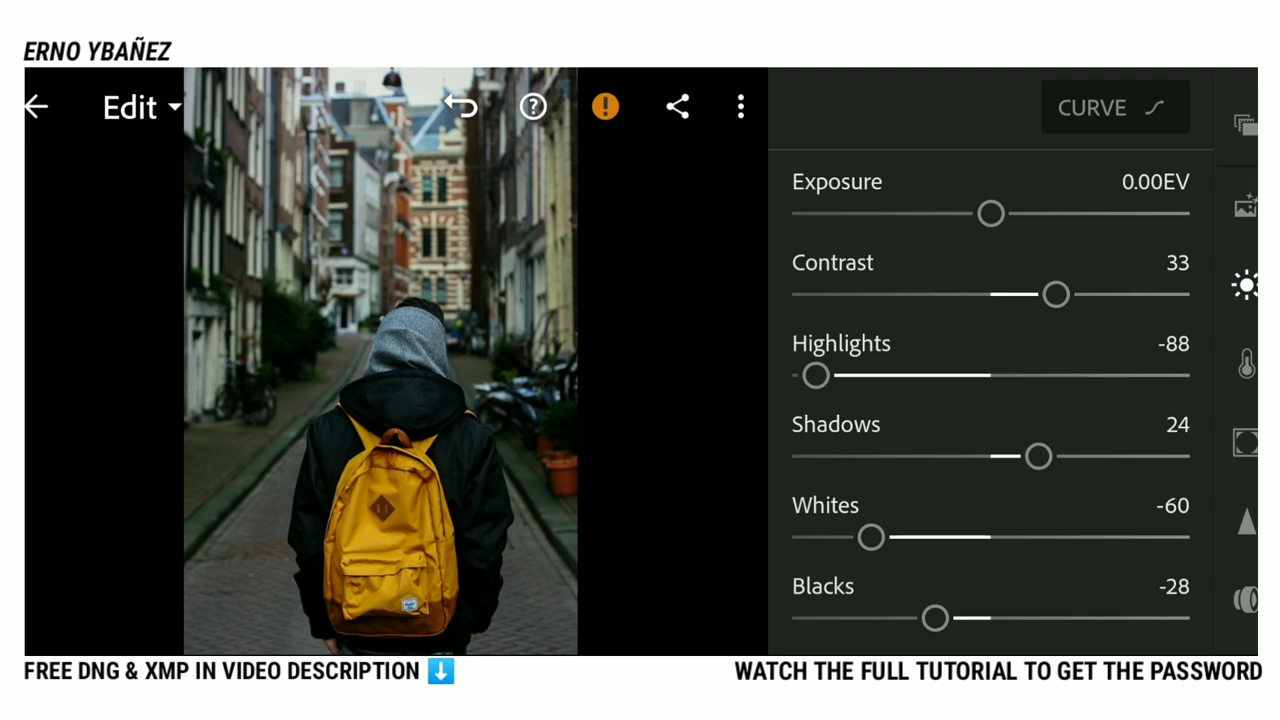 ERNO YBAÑEZ
Edit
CURVE
Exposure 0.00EV
Contrast 33
Highlights -88
Shadows 24
Whites -60
Blacks -28
FREE DNG & XMP IN VIDEO DESCRIPTION ⬇️
WATCH THE FULL TUTORIAL TO GET THE PASSWORD